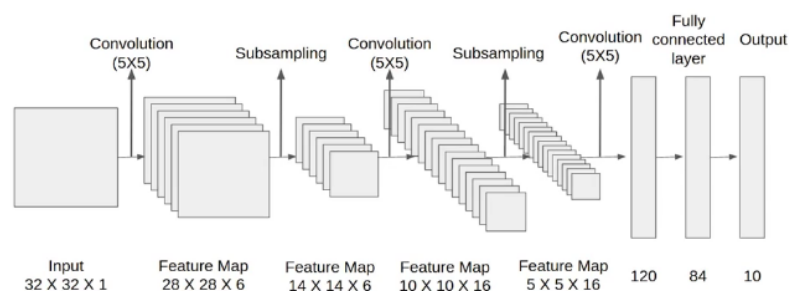 Convolution
(5X5)
Subsampling
Convolution
(5X5)
Subsampling
Convolution
(5X5)
Fully
connected
layer
Output
Input
32 X 32 X 1
Feature Map
28 X 28 X 6
Feature Map
14 X 14 X 6
Feature Map
10 X 10 X 16
Feature Map
5 X 5 X 16
120
84
10